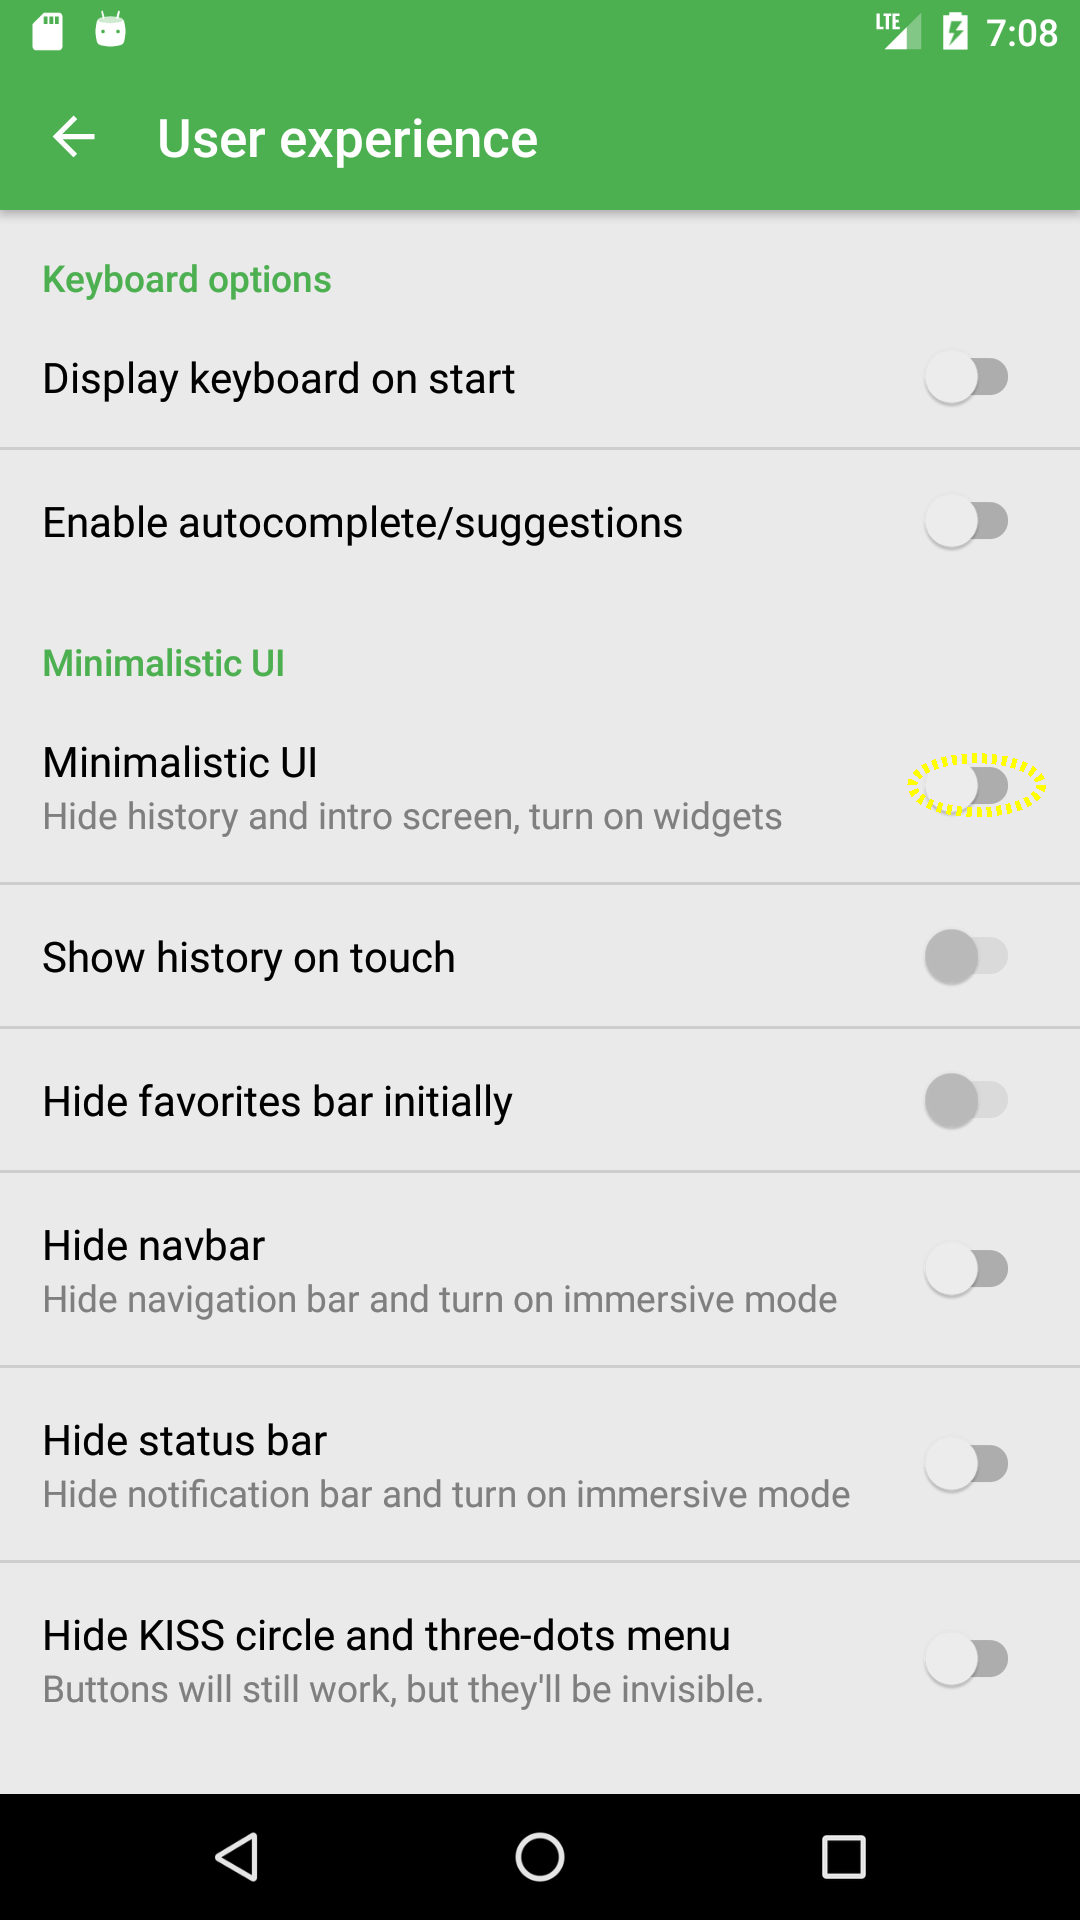 LTE 7:08
User experience
Keyboard options
Display keyboard on start
Enable autocomplete/suggestions
Minimalistic UI
Minimalistic UI
Hide history and intro screen, turn on widgets
Show history on touch
Hide favorites bar initially
Hide navbar
Hide navigation bar and turn on immersive mode
Hide status bar
Hide notification bar and turn on immersive mode
Hide KISS circle and three-dots menu
Buttons will still work, but they'll be invisible.